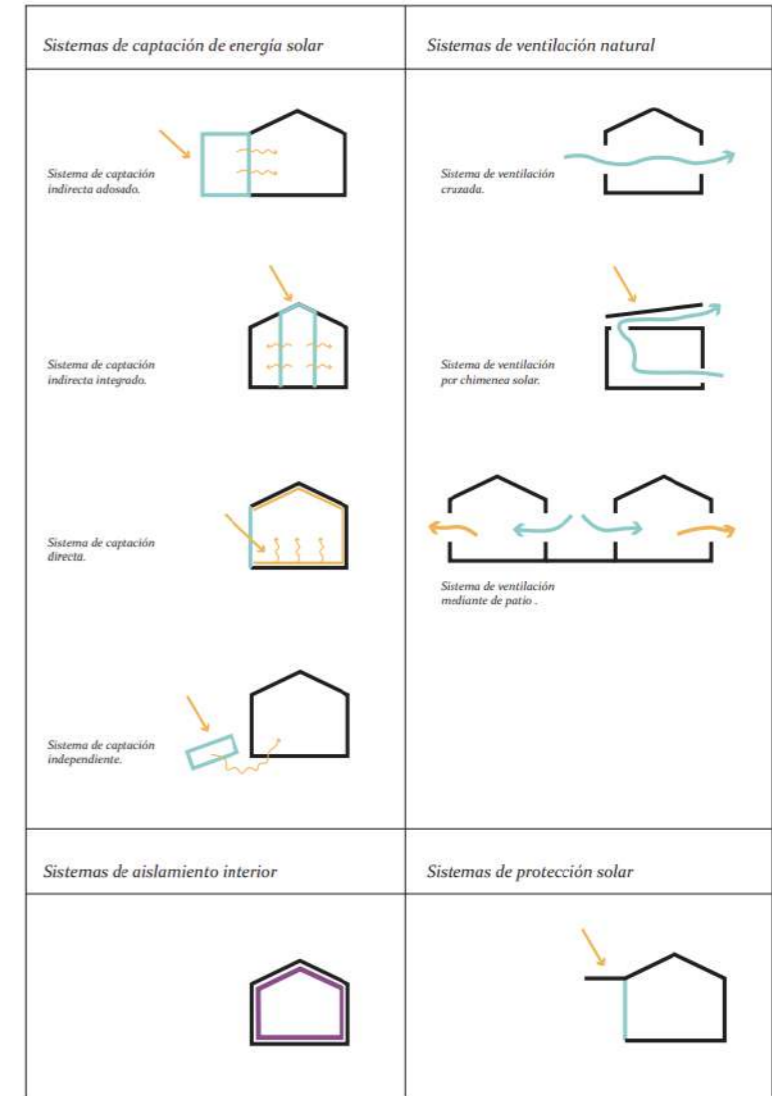 Sistemas de captación de energía solar
Sistemas de ventilación natural
Sistema de captación
indirecta adosado.
Sistema de ventilación
cruzada.
Sistema de captación
indirecta integrado.
Sistema de ventilación
por chimenea solar.
Sistema de captación
directa.
Sistema de ventilación
mediante de patio .
Sistema de captación
independiente.
Sistemas de aislamiento interior
Sistemas de protección solar